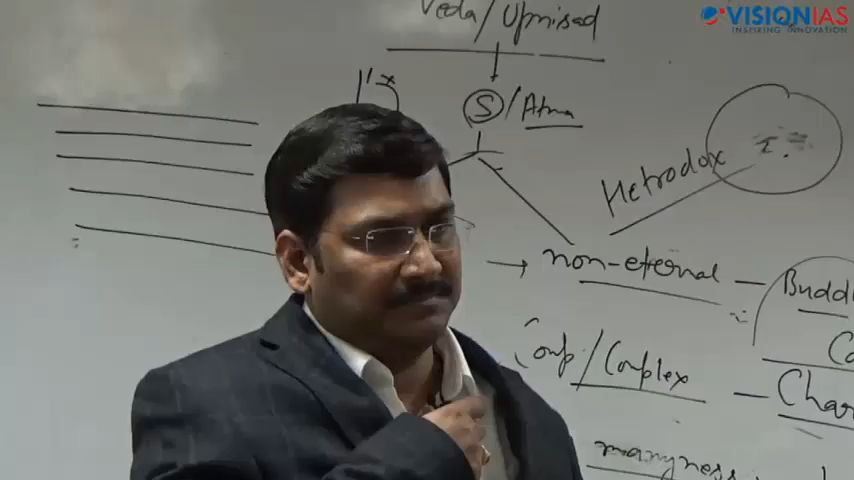 Veda/Upnisad
VISIONIAS
INSPIRING INNOVATION
S/Atma
Hetrodox
non-eternal — Budd
Comp/Complex — Char
manyness